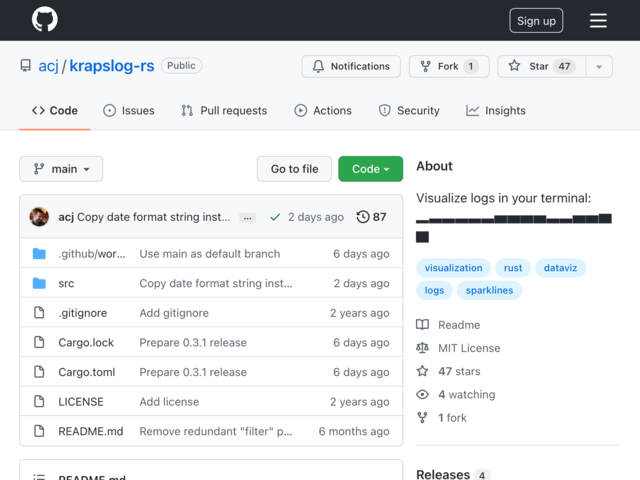 Sign up
acj / krapslog-rs Public
Notifications Fork 1 Star 47
Code Issues Pull requests Actions Security Insights
main Go to file Code
acj Copy date format string inst... ... 2 days ago 87
.github/wor... Use main as default branch 6 days ago
src Copy date format string inst... 2 days ago
.gitignore Add gitignore 2 years ago
Cargo.lock Prepare 0.3.1 release 6 days ago
Cargo.toml Prepare 0.3.1 release 6 days ago
LICENSE Add license 2 years ago
README.md Remove redundant "filter" p... 6 months ago
README.md
About
Visualize logs in your terminal:
▂▃▃▃▃▃▅▅▅▅▃▃▅▅▇
▇
visualization rust dataviz
logs sparklines
Readme
MIT License
47 stars
4 watching
1 fork
Releases 4